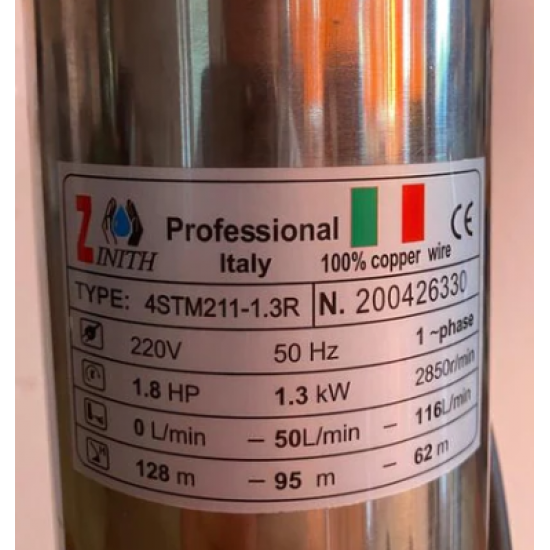 ZINITH Professional Italy
100% copper wire CE
TYPE: 4STM211-1.3R N. 200426330
220V 50 Hz 1 ~phase
1.8 HP 1.3 kW 2850r/min
0 L/min - 50L/min - 116L/min
128 m - 95 m - 62 m